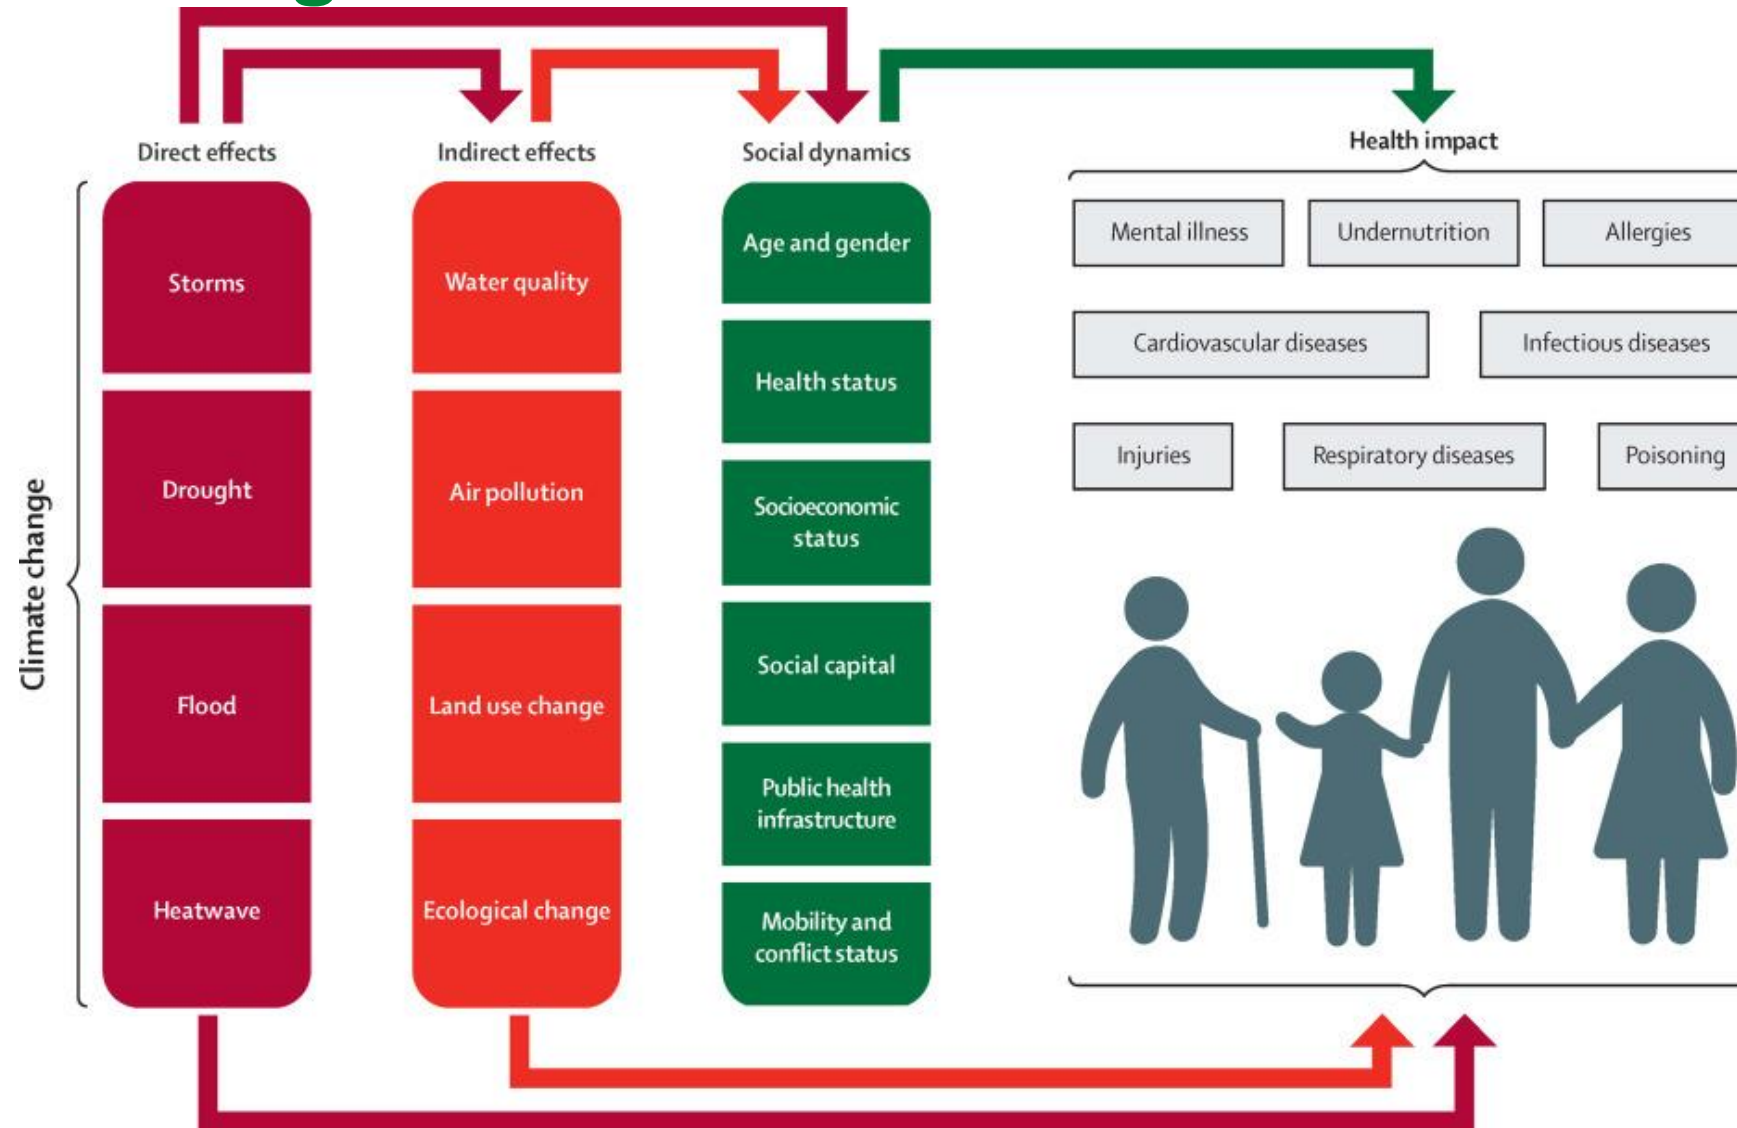 Direct effects
Indirect effects
Social dynamics
Health impact
Climate change
Storms
Drought
Flood
Heatwave
Water quality
Air pollution
Land use change
Ecological change
Age and gender
Health status
Socioeconomic
status
Social capital
Public health
infrastructure
Mobility and
conflict status
Mental illness
Undernutrition
Allergies
Cardiovascular diseases
Infectious diseases
Injuries
Respiratory diseases
Poisoning